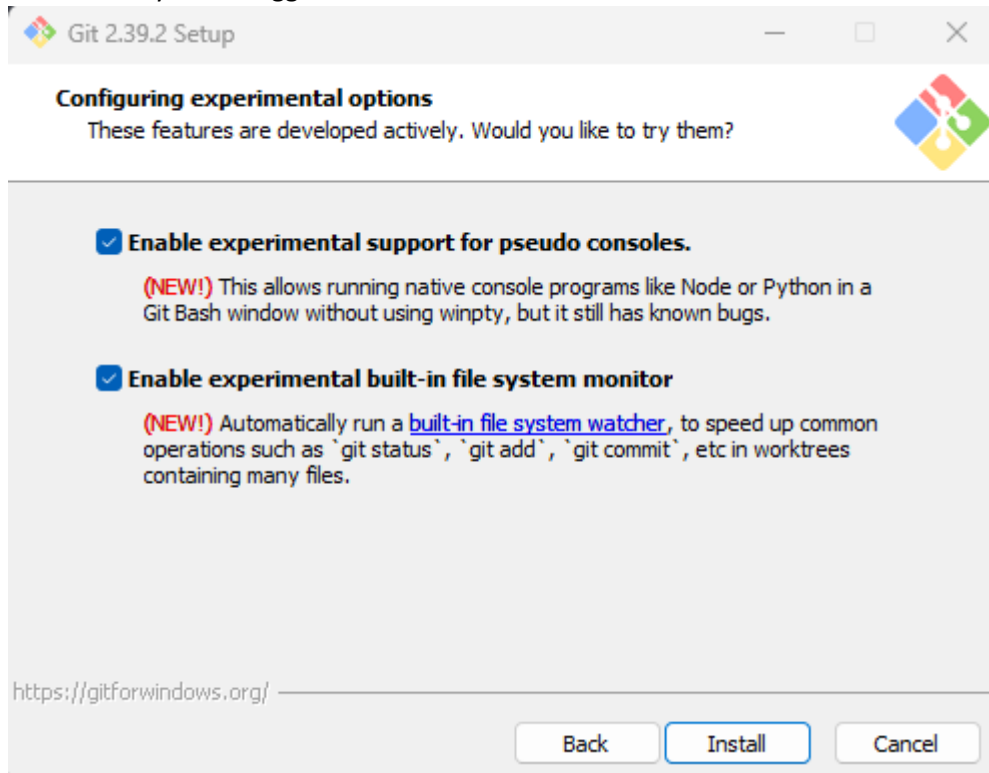 Git 2.39.2 Setup
Configuring experimental options
These features are developed actively. Would you like to try them?
Enable experimental support for pseudo consoles.
(NEW!) This allows running native console programs like Node or Python in a
Git Bash window without using winpty, but it still has known bugs.
Enable experimental built-in file system monitor
(NEW!) Automatically run a built-in file system watcher, to speed up common
operations such as `git status`, `git add`, `git commit`, etc in worktrees
containing many files.
https://gitforwindows.org/
Back Install Cancel